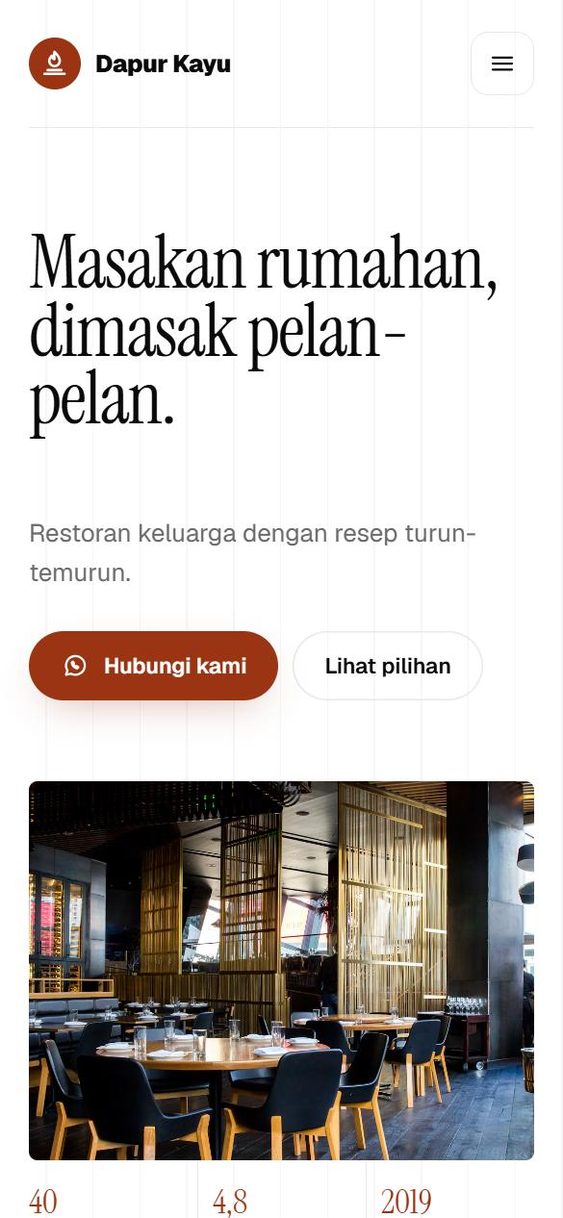 Dapur Kayu
Masakan rumahan,
dimasak pelan-
pelan.
Restoran keluarga dengan resep turun-
temurun.
Hubungi kami
Lihat pilihan
40
4,8
2019